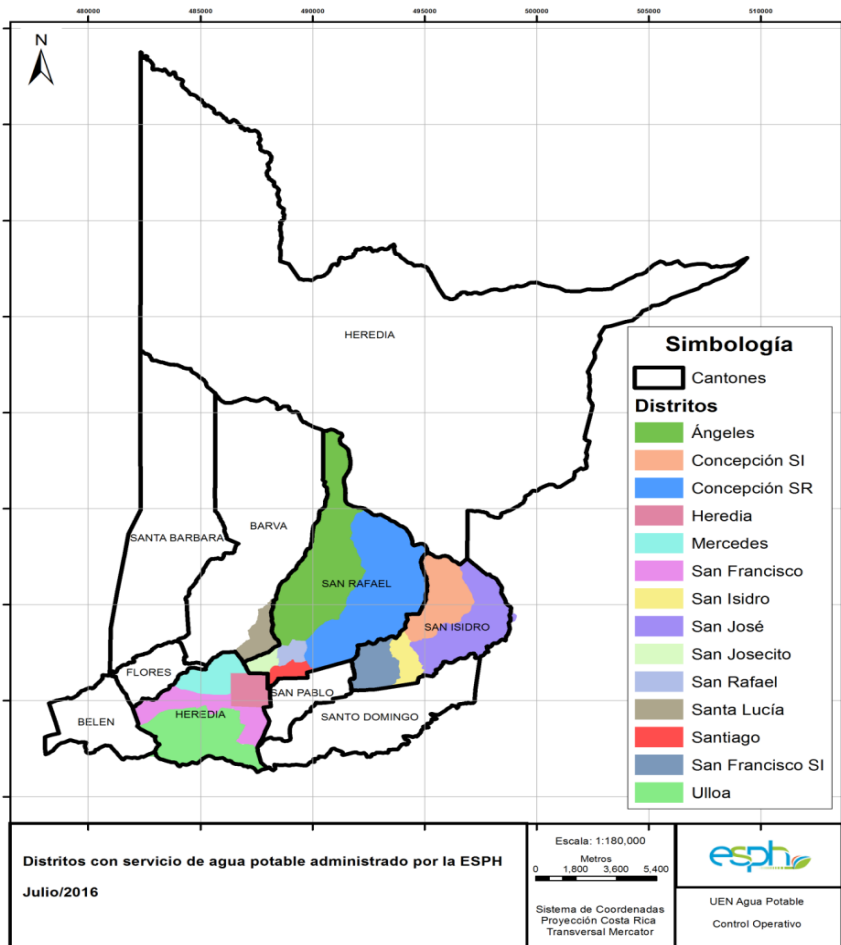 480000 485000 490000 495000 500000 505000 510000
N
HEREDIA
SANTA BARBARA
BARVA
SAN RAFAEL
SAN ISIDRO
FLORES
SAN PABLO
BELEN
HEREDIA
SANTO DOMINGO
Simbología
Cantones
Distritos
Ángeles
Concepción SI
Concepción SR
Heredia
Mercedes
San Francisco
San Isidro
San José
San Josecito
San Rafael
Santa Lucía
Santiago
San Francisco SI
Ulloa
Distritos con servicio de agua potable administrado por la ESPH
Julio/2016
Escala: 1:180,000
Metros
0 1,800 3,600 5,400
Sistema de Coordenadas
Proyección Costa Rica
Transversal Mercator
esph
UEN Agua Potable
Control Operativo